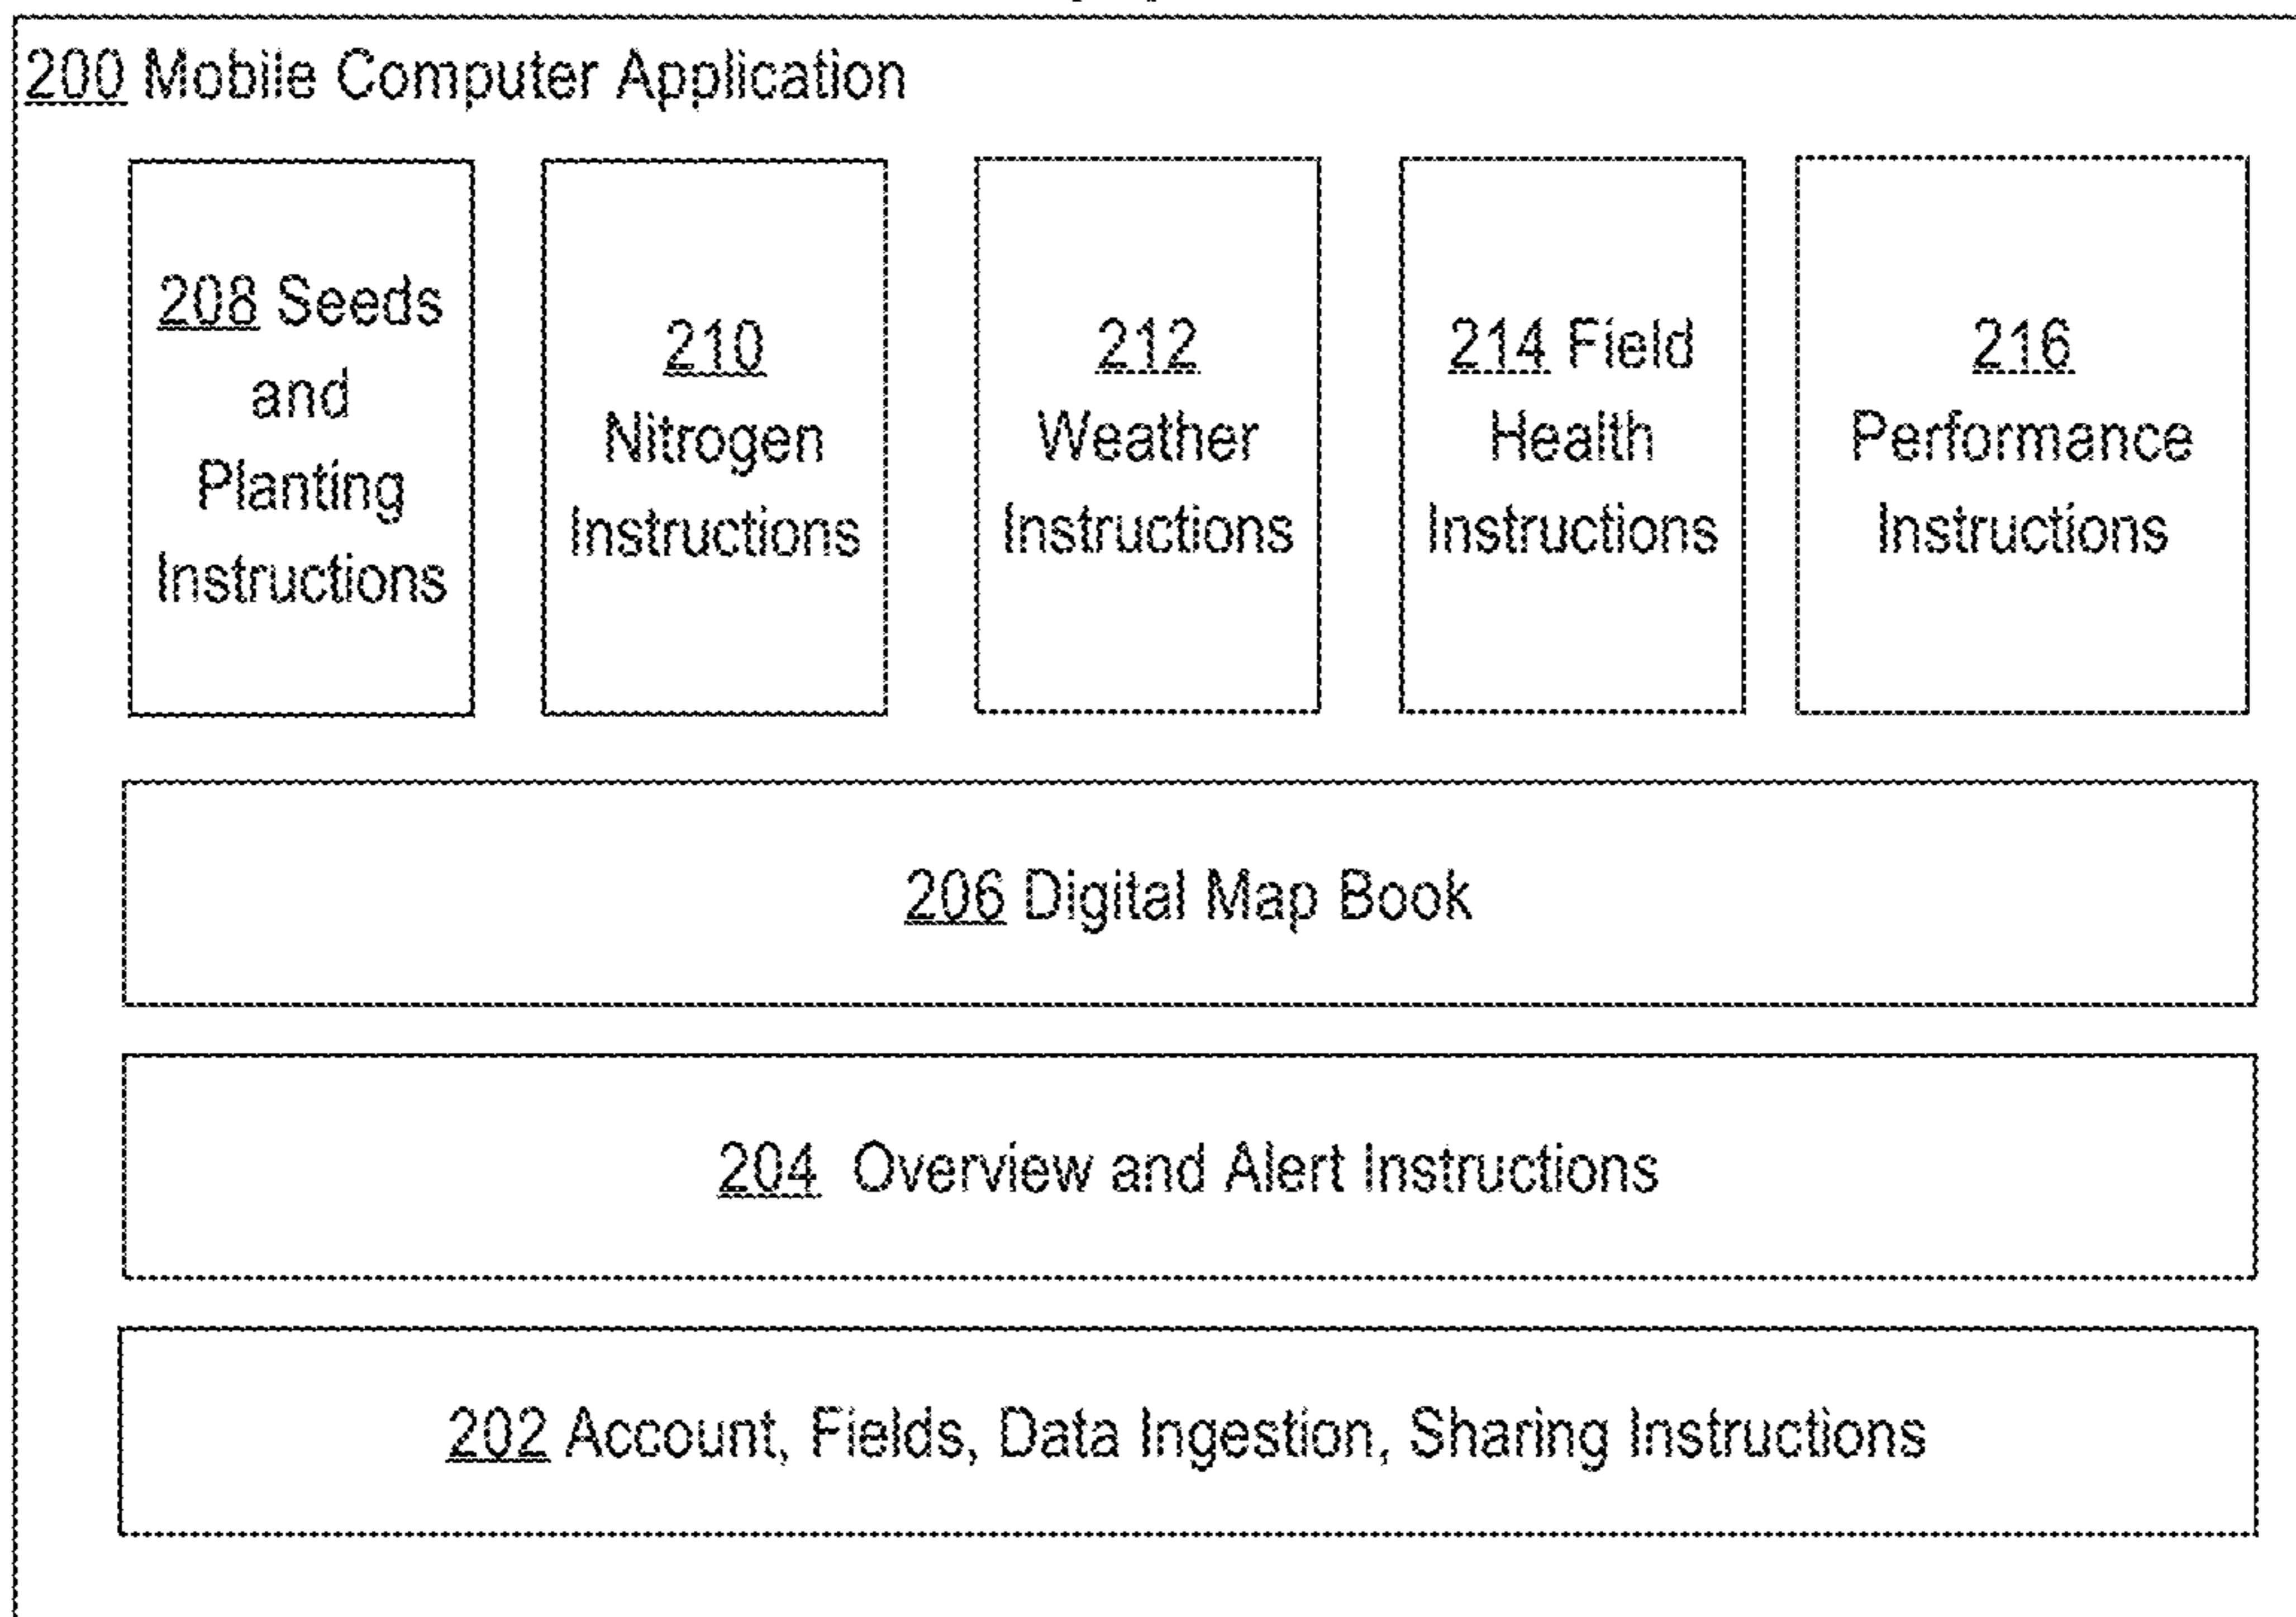 200 Mobile Computer Application
208 Seeds
and
Planting
Instructions
210
Nitrogen
Instructions
212
Weather
Instructions
214 Field
Health
Instructions
216
Performance
Instructions
206 Digital Map Book
204 Overview and Alert Instructions
202 Account, Fields, Data Ingestion, Sharing Instructions